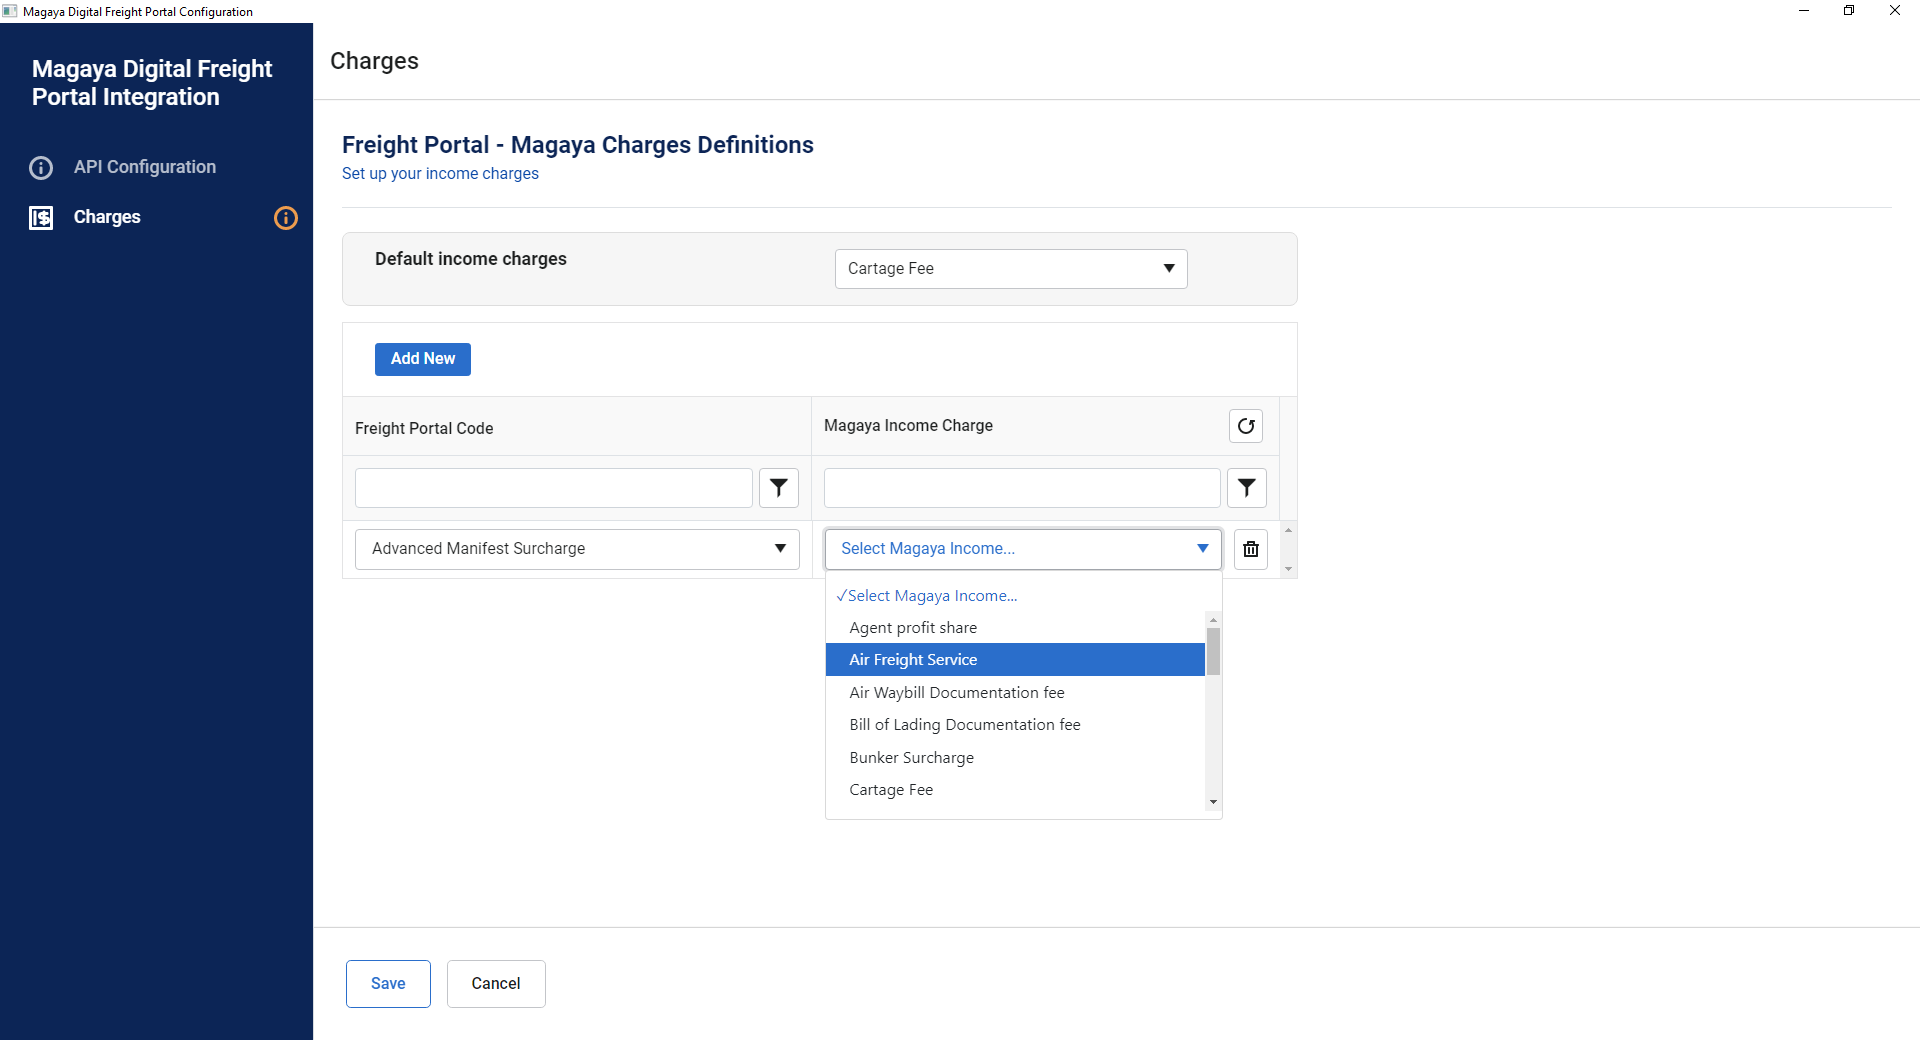 Magaya Digital Freight Portal Configuration
Magaya Digital Freight
Portal Integration
API Configuration
Charges
Charges
Freight Portal - Magaya Charges Definitions
Set up your income charges
Default income charges
Cartage Fee
Add New
Freight Portal Code
Magaya Income Charge
Advanced Manifest Surcharge
Select Magaya Income...
✓Select Magaya Income...
Agent profit share
Air Freight Service
Air Waybill Documentation fee
Bill of Lading Documentation fee
Bunker Surcharge
Cartage Fee
Save
Cancel